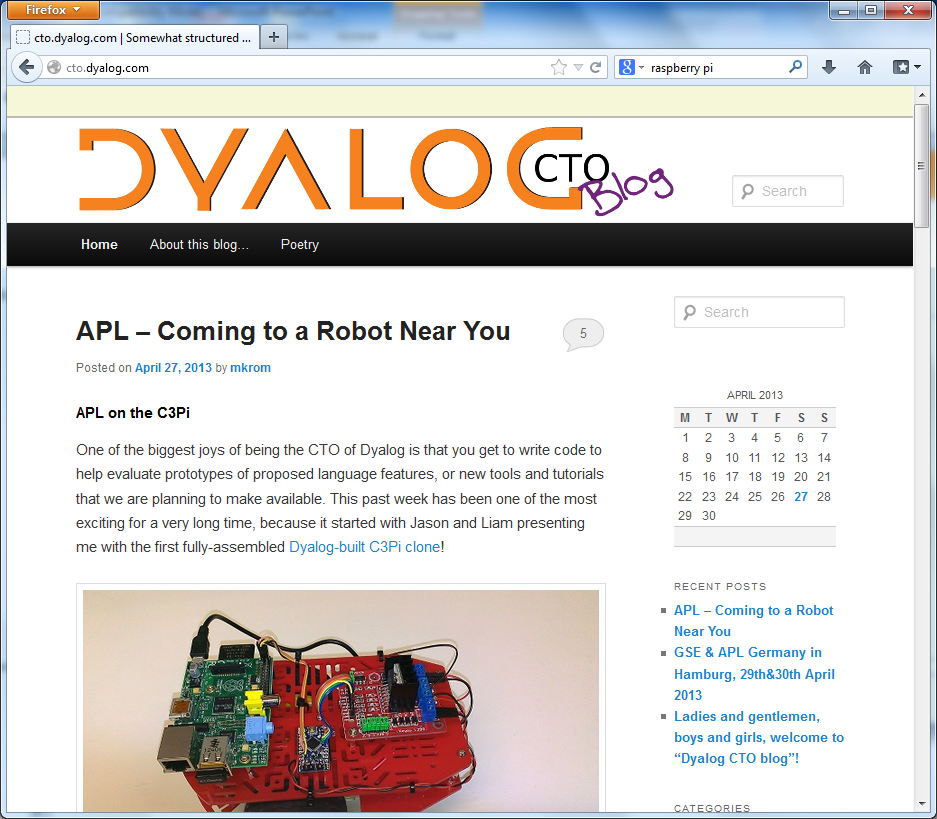 Firefox
cto.dyalog.com | Somewhat structured ...
cto.dyalog.com
8 raspberry pi
DYALOG CTO Blog
Search
Home About this blog... Poetry
APL – Coming to a Robot Near You
5
Posted on April 27, 2013 by mkrom
APL on the C3Pi
One of the biggest joys of being the CTO of Dyalog is that you get to write code to
help evaluate prototypes of proposed language features, or new tools and tutorials
that we are planning to make available. This past week has been one of the most
exciting for a very long time, because it started with Jason and Liam presenting
me with the first fully-assembled Dyalog-built C3Pi clone!
Search
APRIL 2013
M T W T F S S
1 2 3 4 5 6 7
8 9 10 11 12 13 14
15 16 17 18 19 20 21
22 23 24 25 26 27 28
29 30
RECENT POSTS
APL – Coming to a Robot
Near You
GSE & APL Germany in
Hamburg, 29th&30th April
2013
Ladies and gentlemen,
boys and girls, welcome to
“Dyalog CTO blog”!
CATEGORIES